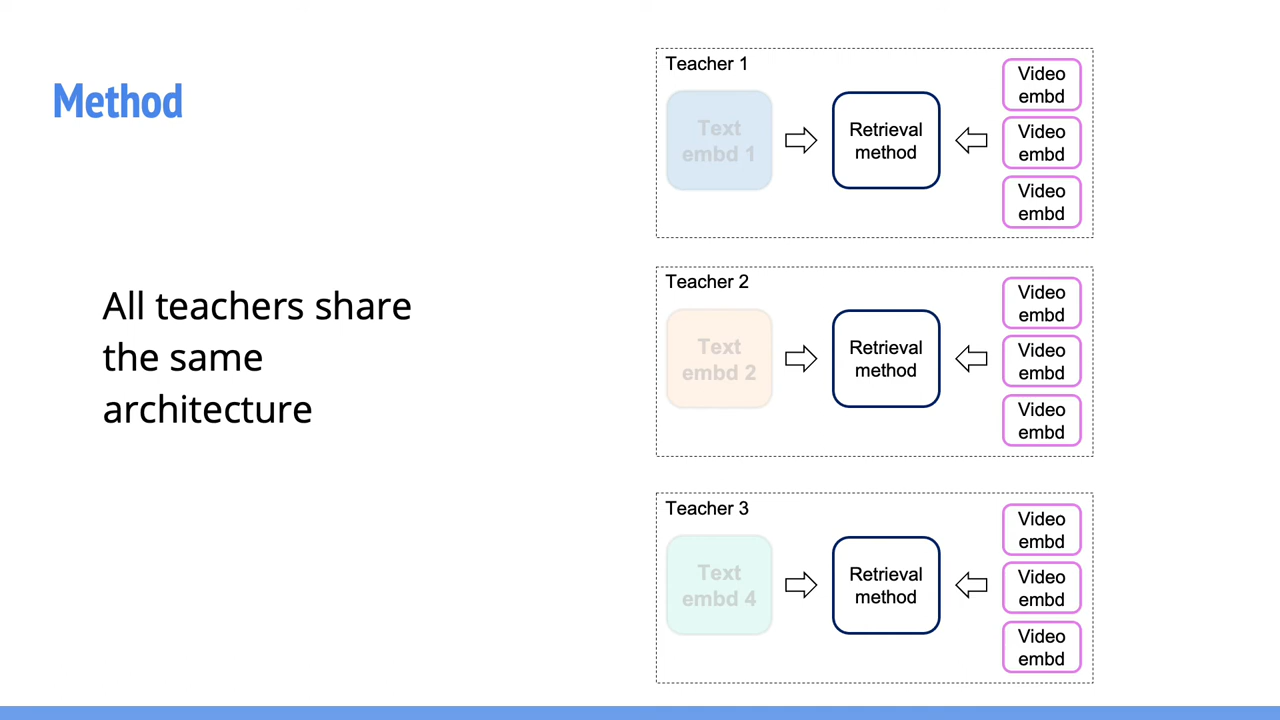 Method
All teachers share
the same
architecture
Teacher 1
Text
embd 1
Retrieval
method
Video
embd
Video
embd
Video
embd
Teacher 2
Text
embd 2
Retrieval
method
Video
embd
Video
embd
Video
embd
Teacher 3
Text
embd 4
Retrieval
method
Video
embd
Video
embd
Video
embd